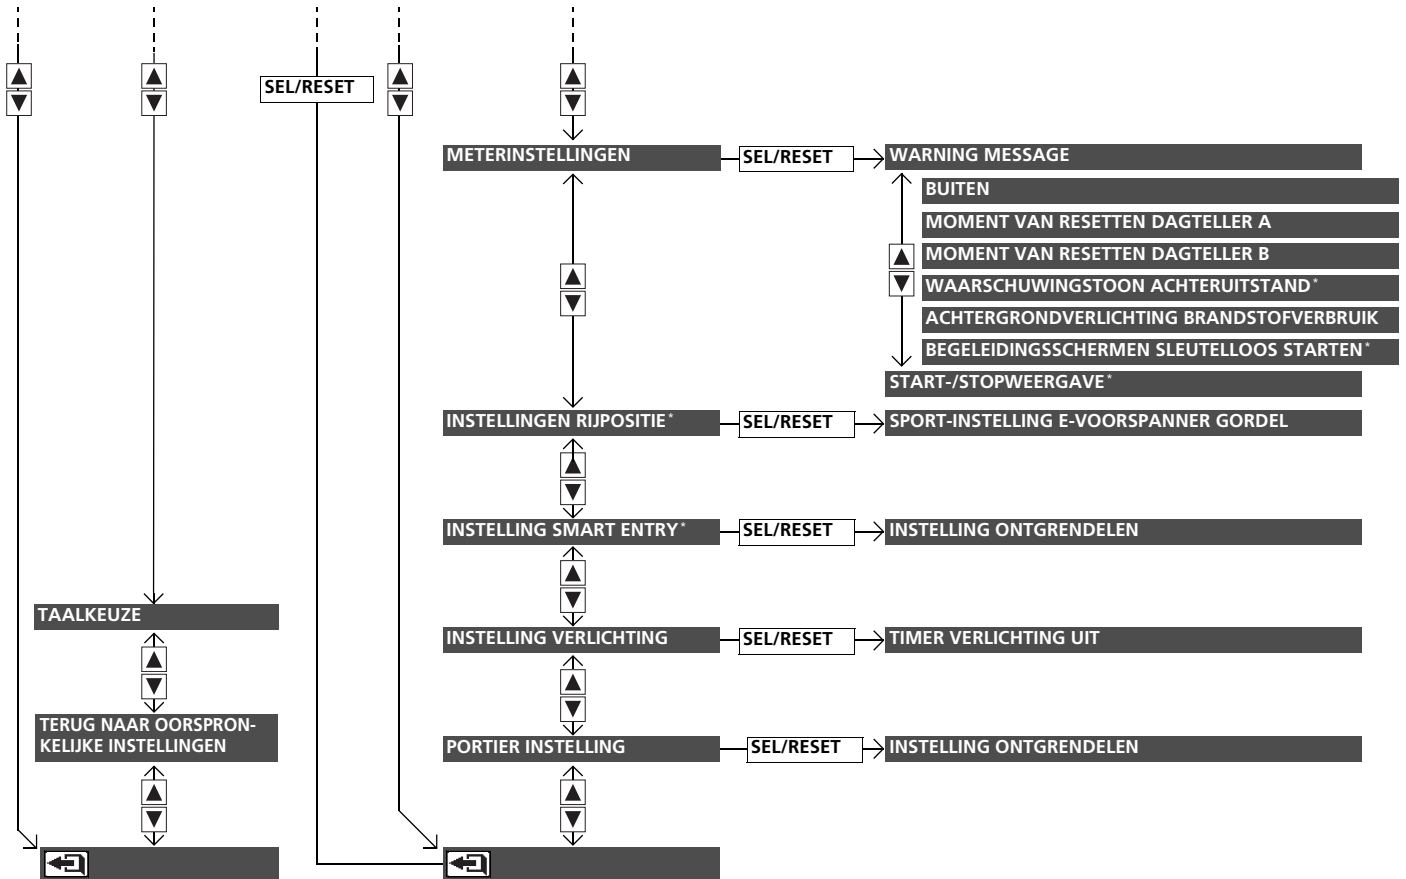 SEL/RESET
METERINSTELLINGEN
SEL/RESET
WARNING MESSAGE
BUITEN
MOMENT VAN RESETTEN DAGTELLER A
MOMENT VAN RESETTEN DAGTELLER B
WAARSCHUWINGSTOON ACHTERUITSTAND*
ACHTERGRONDVERLICHTING BRANDSTOFVERBRUIK
BEGELEIDINGSSCHERMEN SLEUTELLOOS STARTEN*
START-/STOPWEERGAVE*
INSTELLINGEN RIJPOSITIE*
SEL/RESET
SPORT-INSTELLING E-VOORSPANNER GORDEL
INSTELLING SMART ENTRY*
SEL/RESET
INSTELLING ONTGRENDELEN
TAALKEUZE
INSTELLING VERLICHTING
SEL/RESET
TIMER VERLICHTING UIT
TERUG NAAR OORSPRON-
KELIJKE INSTELLINGEN
PORTIER INSTELLING
SEL/RESET
INSTELLING ONTGRENDELEN